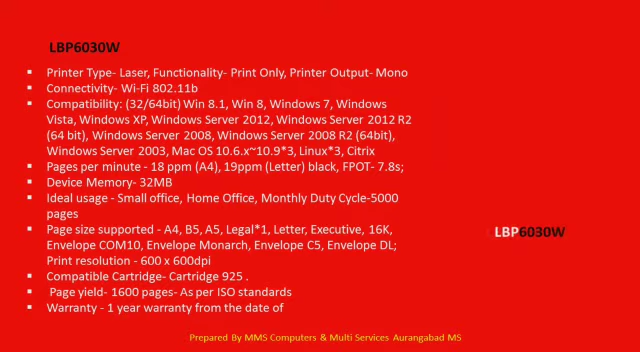 LBP6030W
▪ Printer Type- Laser, Functionality- Print Only, Printer Output- Mono
▪ Connectivity- Wi-Fi 802.11b
▪ Compatibility: (32/64bit) Win 8.1, Win 8, Windows 7, Windows
Vista, Windows XP, Windows Server 2012, Windows Server 2012 R2
(64 bit), Windows Server 2008, Windows Server 2008 R2 (64bit),
Windows Server 2003, Mac OS 10.6.x~10.9*3, Linux*3, Citrix
▪ Pages per minute - 18 ppm (A4), 19ppm (Letter) black, FPOT- 7.8s;
▪ Device Memory- 32MB
▪ Ideal usage - Small office, Home Office, Monthly Duty Cycle-5000
pages
▪ Page size supported - A4, B5, A5, Legal*1, Letter, Executive, 16K,
Envelope COM10, Envelope Monarch, Envelope C5, Envelope DL;
Print resolution - 600 x 600dpi
▪ Compatible Cartridge- Cartridge 925 .
▪ Page yield- 1600 pages- As per ISO standards
▪ Warranty - 1 year warranty from the date of
LBP6030W
Prepared By MMS Computers & Multi Services Aurangabad MS